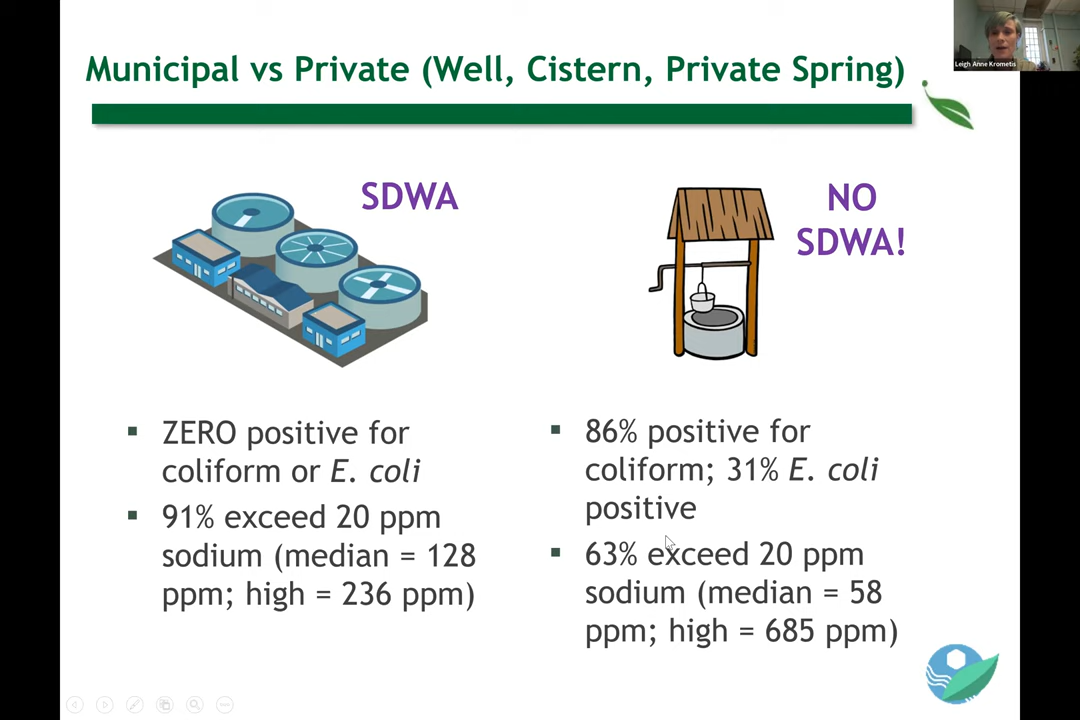 Leigh Anne Krometis
Municipal vs Private (Well, Cistern, Private Spring)
SDWA
NO
SDWA!
▪ ZERO positive for
coliform or E. coli
▪ 91% exceed 20 ppm
sodium (median = 128
ppm; high = 236 ppm)
▪ 86% positive for
coliform; 31% E. coli
positive
▪ 63% exceed 20 ppm
sodium (median = 58
ppm; high = 685 ppm)